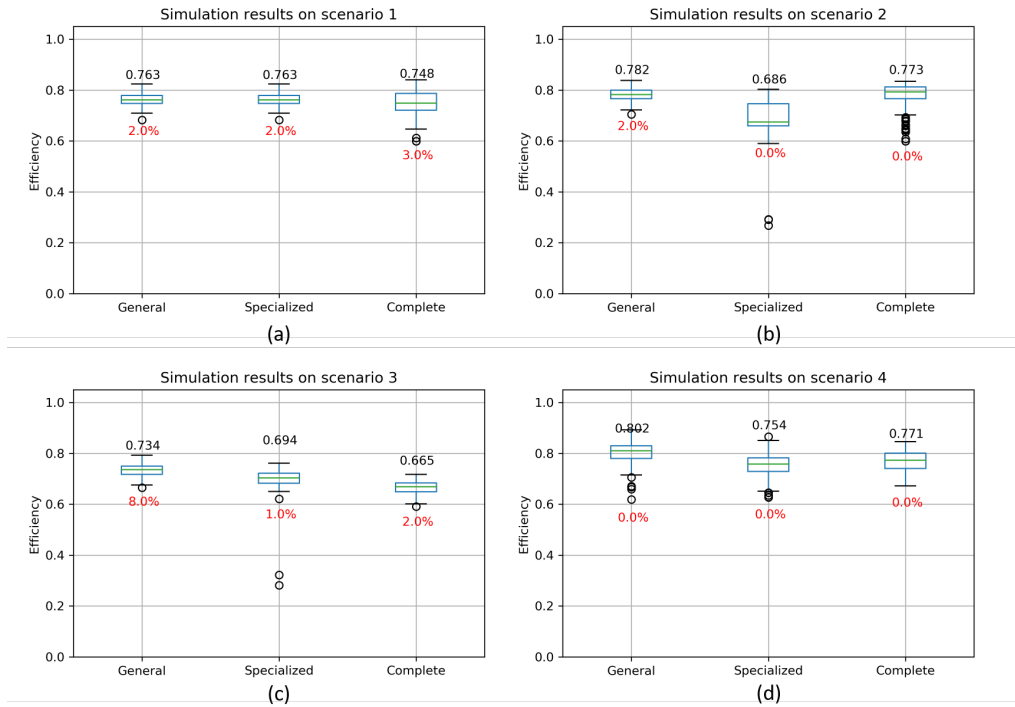 Simulation results on scenario 1
1.0
0.8
0.6
0.4
0.2
0.0
Efficiency
0.763
0.763
0.748
2.0%
2.0%
3.0%
General
Specialized
Complete
(a)
Simulation results on scenario 2
1.0
0.8
0.6
0.4
0.2
0.0
Efficiency
0.782
0.686
0.773
2.0%
0.0%
0.0%
General
Specialized
Complete
(b)
Simulation results on scenario 3
1.0
0.8
0.6
0.4
0.2
0.0
Efficiency
0.734
0.694
0.665
8.0%
1.0%
2.0%
General
Specialized
Complete
(c)
Simulation results on scenario 4
1.0
0.8
0.6
0.4
0.2
0.0
Efficiency
0.802
0.754
0.771
0.0%
0.0%
0.0%
General
Specialized
Complete
(d)